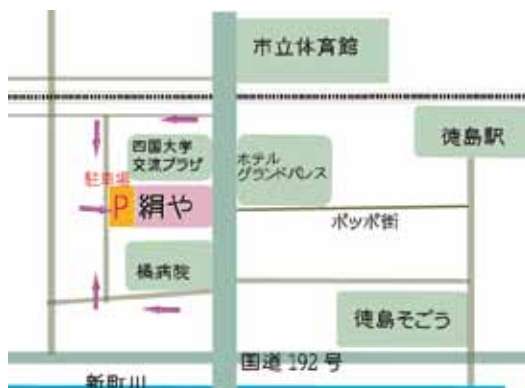 市立体育館
徳島駅
四国大学
交流プラザ
ホテル
グランドパレス
駐車場
P
絹や
ポッポ街
橘病院
徳島そごう
国道 192 号
新町川